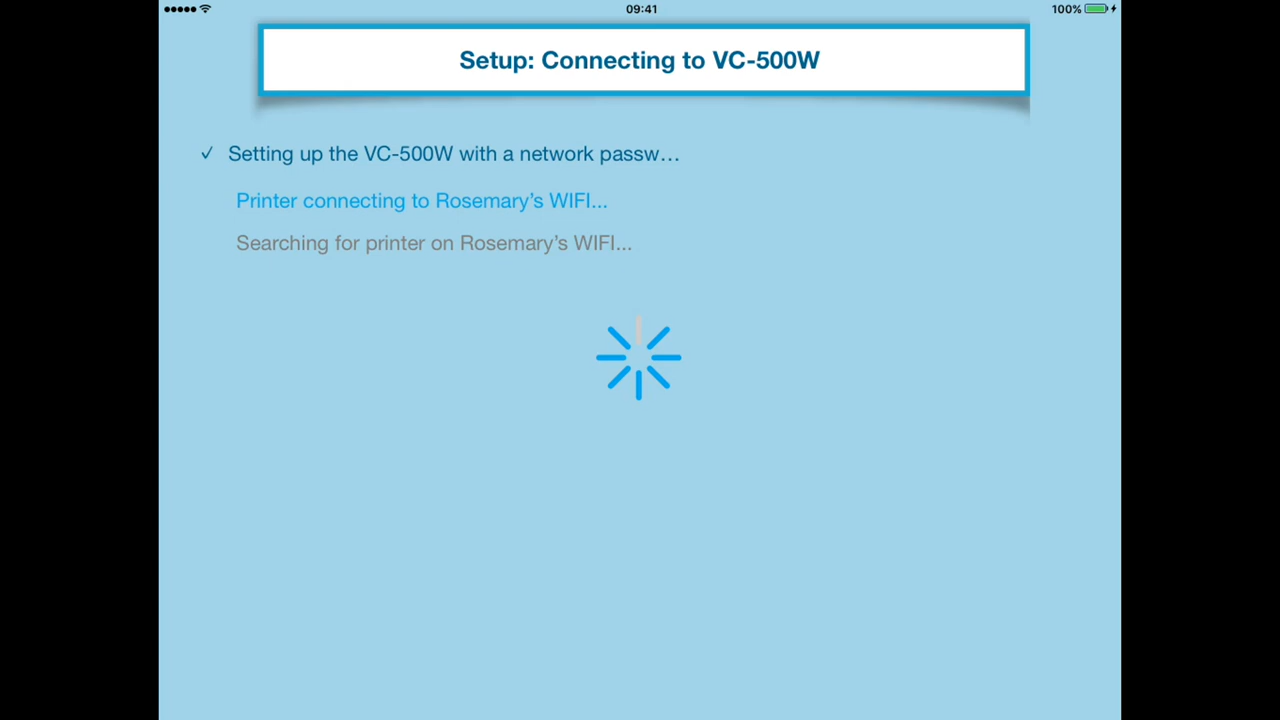 09:41
100%
Setup: Connecting to VC-500W
✓ Setting up the VC-500W with a network passw…
Printer connecting to Rosemary’s WIFI...
Searching for printer on Rosemary’s WIFI...